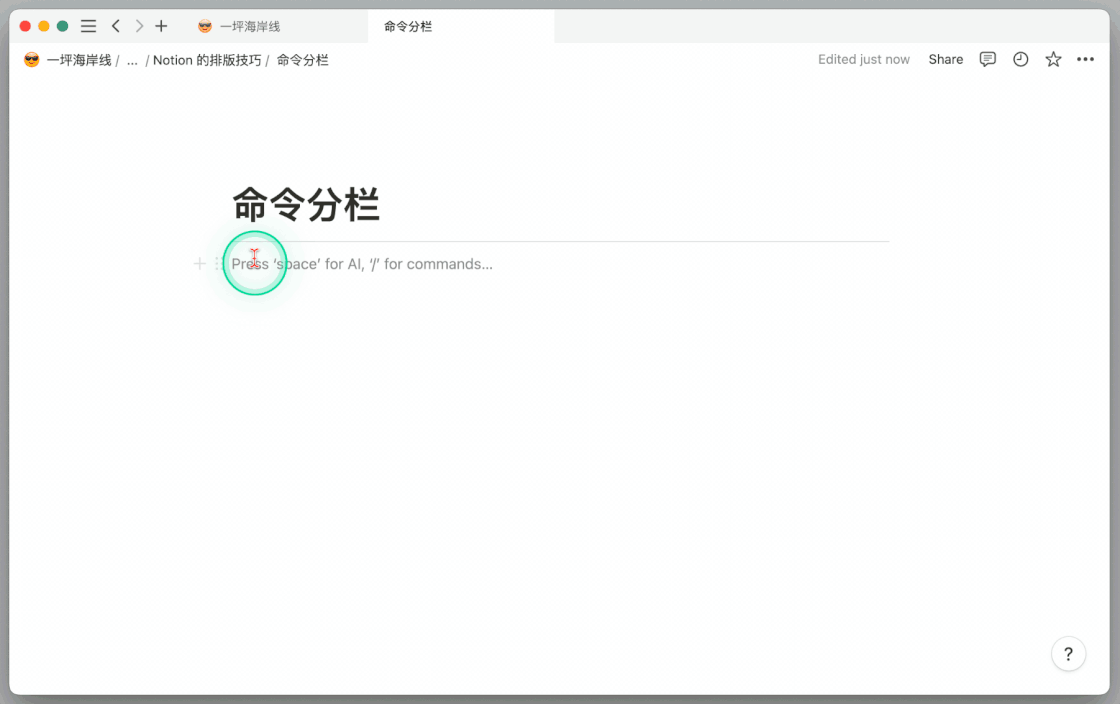 一坪海岸线 命令分栏
一坪海岸线 / ... / Notion 的排版技巧 / 命令分栏 Edited just now Share
命令分栏
Press ‘space’ for AI, ‘/’ for commands...
?